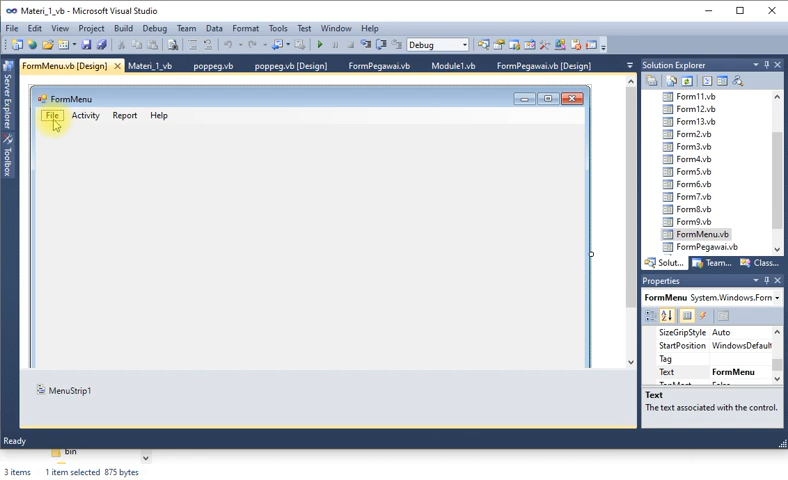 Materi_1_vb - Microsoft Visual Studio
File Edit View Project Build Debug Team Data Format Tools Test Window Help
Debug
FormMenu.vb [Design] Materi_1_vb poppeg.vb poppeg.vb [Design] FormPegawai.vb Module1.vb FormPegawai.vb [Design]
Server Explorer
Toolbox
FormMenu
File Activity Report Help
MenuStrip1
Solution Explorer
Form11.vb
Form12.vb
Form13.vb
Form2.vb
Form3.vb
Form4.vb
Form5.vb
Form6.vb
Form7.vb
Form8.vb
Form9.vb
FormMenu.vb
FormPegawai.vb
Solut... Team... Class...
Properties
FormMenu System.Windows.Forn
SizeGripStyle Auto
StartPosition WindowsDefault
Tag
Text FormMenu
Text
The text associated with the control.
Ready
bin
3 items 1 item selected 875 bytes